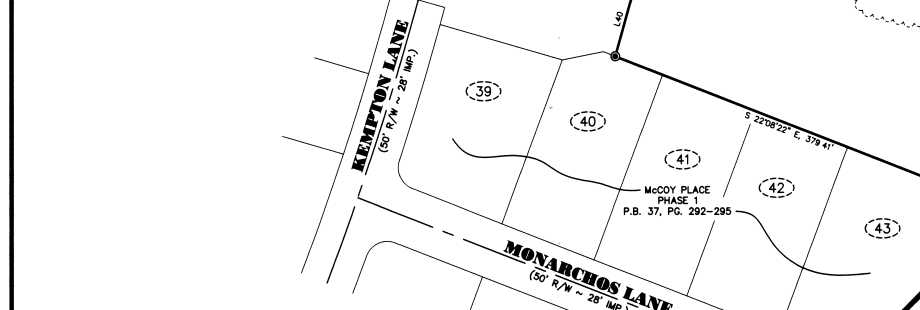 L40
KEMPTON LANE
(50' R/W ~ 28' IMP.)
39
40
S 22°08'22" E, 379.41'
41
42
McCOY PLACE
PHASE 1
P.B. 37, PG. 292-295
43
MONARCHOS LANE
(50' R/W ~ 28' IMP.)